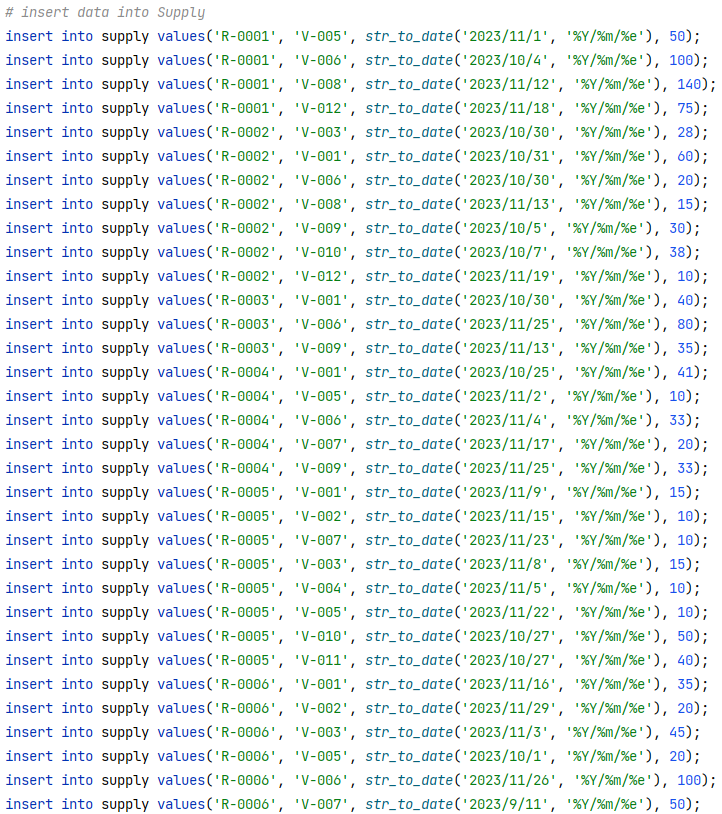 # insert data into Supply
insert into supply values('R-0001', 'V-005', str_to_date('2023/11/1', '%Y/%m/%e'), 50);
insert into supply values('R-0001', 'V-006', str_to_date('2023/10/4', '%Y/%m/%e'), 100);
insert into supply values('R-0001', 'V-008', str_to_date('2023/11/12', '%Y/%m/%e'), 140);
insert into supply values('R-0001', 'V-012', str_to_date('2023/11/18', '%Y/%m/%e'), 75);
insert into supply values('R-0002', 'V-003', str_to_date('2023/10/30', '%Y/%m/%e'), 28);
insert into supply values('R-0002', 'V-001', str_to_date('2023/10/31', '%Y/%m/%e'), 60);
insert into supply values('R-0002', 'V-006', str_to_date('2023/10/30', '%Y/%m/%e'), 20);
insert into supply values('R-0002', 'V-008', str_to_date('2023/11/13', '%Y/%m/%e'), 15);
insert into supply values('R-0002', 'V-009', str_to_date('2023/10/5', '%Y/%m/%e'), 30);
insert into supply values('R-0002', 'V-010', str_to_date('2023/10/7', '%Y/%m/%e'), 38);
insert into supply values('R-0002', 'V-012', str_to_date('2023/11/19', '%Y/%m/%e'), 10);
insert into supply values('R-0003', 'V-001', str_to_date('2023/10/30', '%Y/%m/%e'), 40);
insert into supply values('R-0003', 'V-006', str_to_date('2023/11/25', '%Y/%m/%e'), 80);
insert into supply values('R-0003', 'V-009', str_to_date('2023/11/13', '%Y/%m/%e'), 35);
insert into supply values('R-0004', 'V-001', str_to_date('2023/10/25', '%Y/%m/%e'), 41);
insert into supply values('R-0004', 'V-005', str_to_date('2023/11/2', '%Y/%m/%e'), 10);
insert into supply values('R-0004', 'V-006', str_to_date('2023/11/4', '%Y/%m/%e'), 33);
insert into supply values('R-0004', 'V-007', str_to_date('2023/11/17', '%Y/%m/%e'), 20);
insert into supply values('R-0004', 'V-009', str_to_date('2023/11/25', '%Y/%m/%e'), 33);
insert into supply values('R-0005', 'V-001', str_to_date('2023/11/9', '%Y/%m/%e'), 15);
insert into supply values('R-0005', 'V-002', str_to_date('2023/11/15', '%Y/%m/%e'), 10);
insert into supply values('R-0005', 'V-007', str_to_date('2023/11/23', '%Y/%m/%e'), 10);
insert into supply values('R-0005', 'V-003', str_to_date('2023/11/8', '%Y/%m/%e'), 15);
insert into supply values('R-0005', 'V-004', str_to_date('2023/11/5', '%Y/%m/%e'), 10);
insert into supply values('R-0005', 'V-005', str_to_date('2023/11/22', '%Y/%m/%e'), 10);
insert into supply values('R-0005', 'V-010', str_to_date('2023/10/27', '%Y/%m/%e'), 50);
insert into supply values('R-0005', 'V-011', str_to_date('2023/10/27', '%Y/%m/%e'), 40);
insert into supply values('R-0006', 'V-001', str_to_date('2023/11/16', '%Y/%m/%e'), 35);
insert into supply values('R-0006', 'V-002', str_to_date('2023/11/29', '%Y/%m/%e'), 20);
insert into supply values('R-0006', 'V-003', str_to_date('2023/11/3', '%Y/%m/%e'), 45);
insert into supply values('R-0006', 'V-005', str_to_date('2023/10/1', '%Y/%m/%e'), 20);
insert into supply values('R-0006', 'V-006', str_to_date('2023/11/26', '%Y/%m/%e'), 100);
insert into supply values('R-0006', 'V-007', str_to_date('2023/9/11', '%Y/%m/%e'), 50);